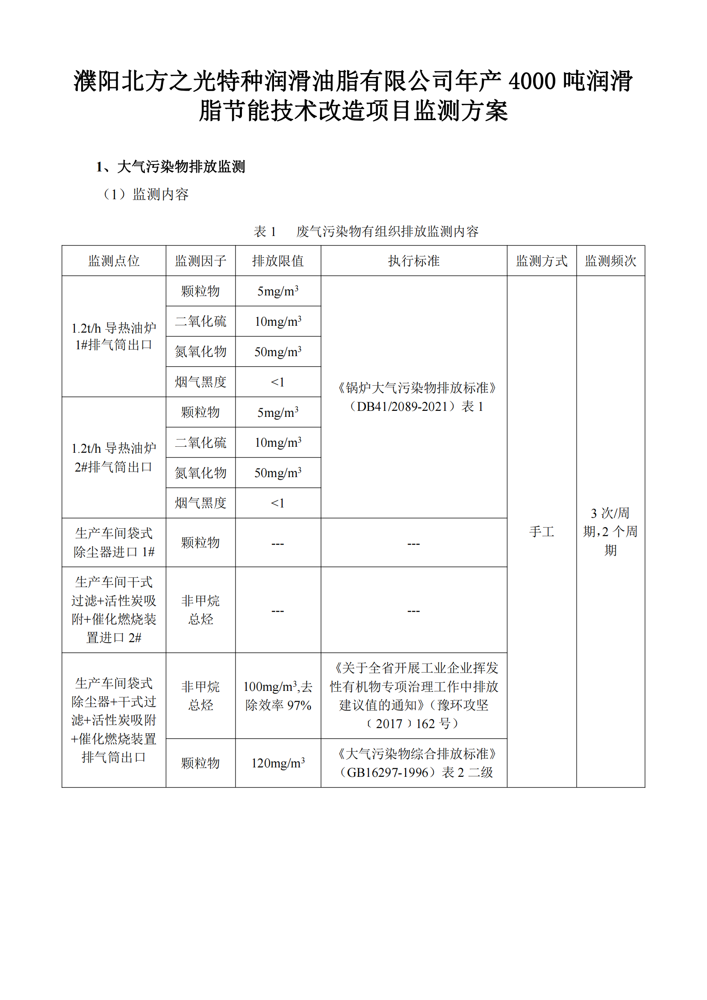 濮阳北方之光特种润滑油脂有限公司年产 4000 吨润滑
脂节能技术改造项目监测方案
1、大气污染物排放监测
（1）监测内容
表 1 废气污染物有组织排放监测内容
监测点位 监测因子 排放限值 执行标准 监测方式 监测频次
1.2t/h 导热油炉
1#排气筒出口
颗粒物 5mg/m³
二氧化硫 10mg/m³
氮氧化物 50mg/m³
烟气黑度 <1
《锅炉大气污染物排放标准》
（DB41/2089-2021）表 1
手工
3 次/周
期，2 个周
期
1.2t/h 导热油炉
2#排气筒出口
颗粒物 5mg/m³
二氧化硫 10mg/m³
氮氧化物 50mg/m³
烟气黑度 <1
生产车间袋式
除尘器进口 1#
颗粒物 --- ---
生产车间干式
过滤+活性炭吸
附+催化燃烧装
置进口 2#
非甲烷
总烃
--- ---
生产车间袋式
除尘器+干式过
滤+活性炭吸附
+催化燃烧装置
排气筒出口
非甲烷
总烃
100mg/m³,去
除效率 97%
《关于全省开展工业企业挥发
性有机物专项治理工作中排放
建议值的通知》（豫环攻坚
﹝2017﹞162 号）
颗粒物 120mg/m³
《大气污染物综合排放标准》
（GB16297-1996）表 2 二级